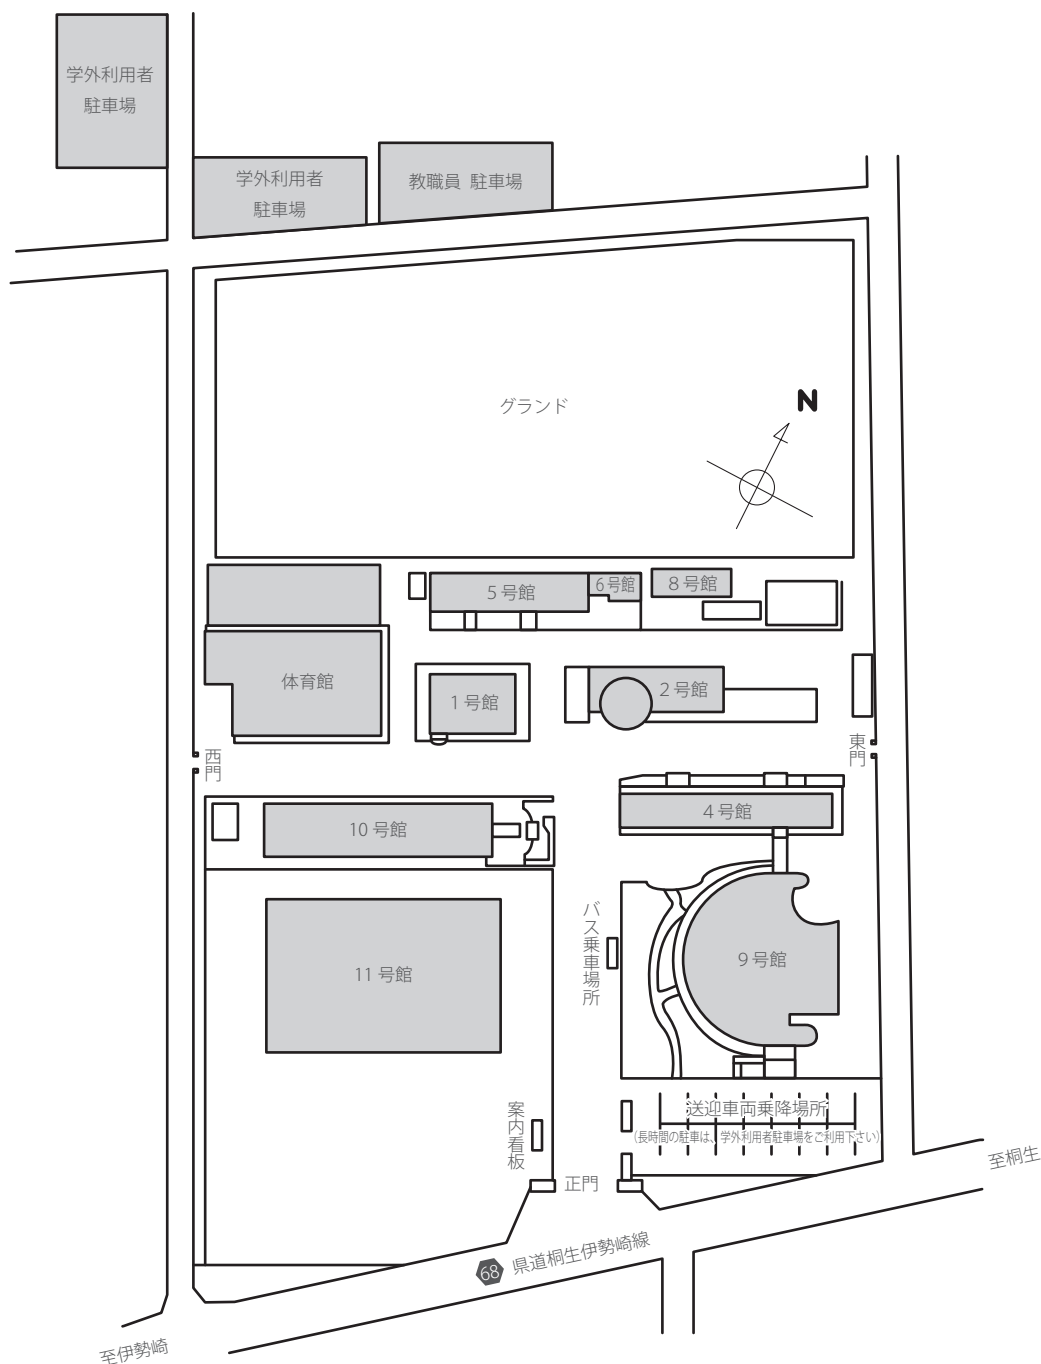 学外利用者
駐車場
学外利用者
駐車場
教職員 駐車場
グランド
N
5 号館
6 号館
8 号館
体育館
1 号館
2 号館
西門
東門
10 号館
4 号館
バス乗車場所
11 号館
9 号館
案内看板
送迎車両乗降場所
(長時間の駐車は、学外利用者駐車場をご利用下さい)
正門
至桐生
68 県道桐生伊勢崎線
至伊勢崎